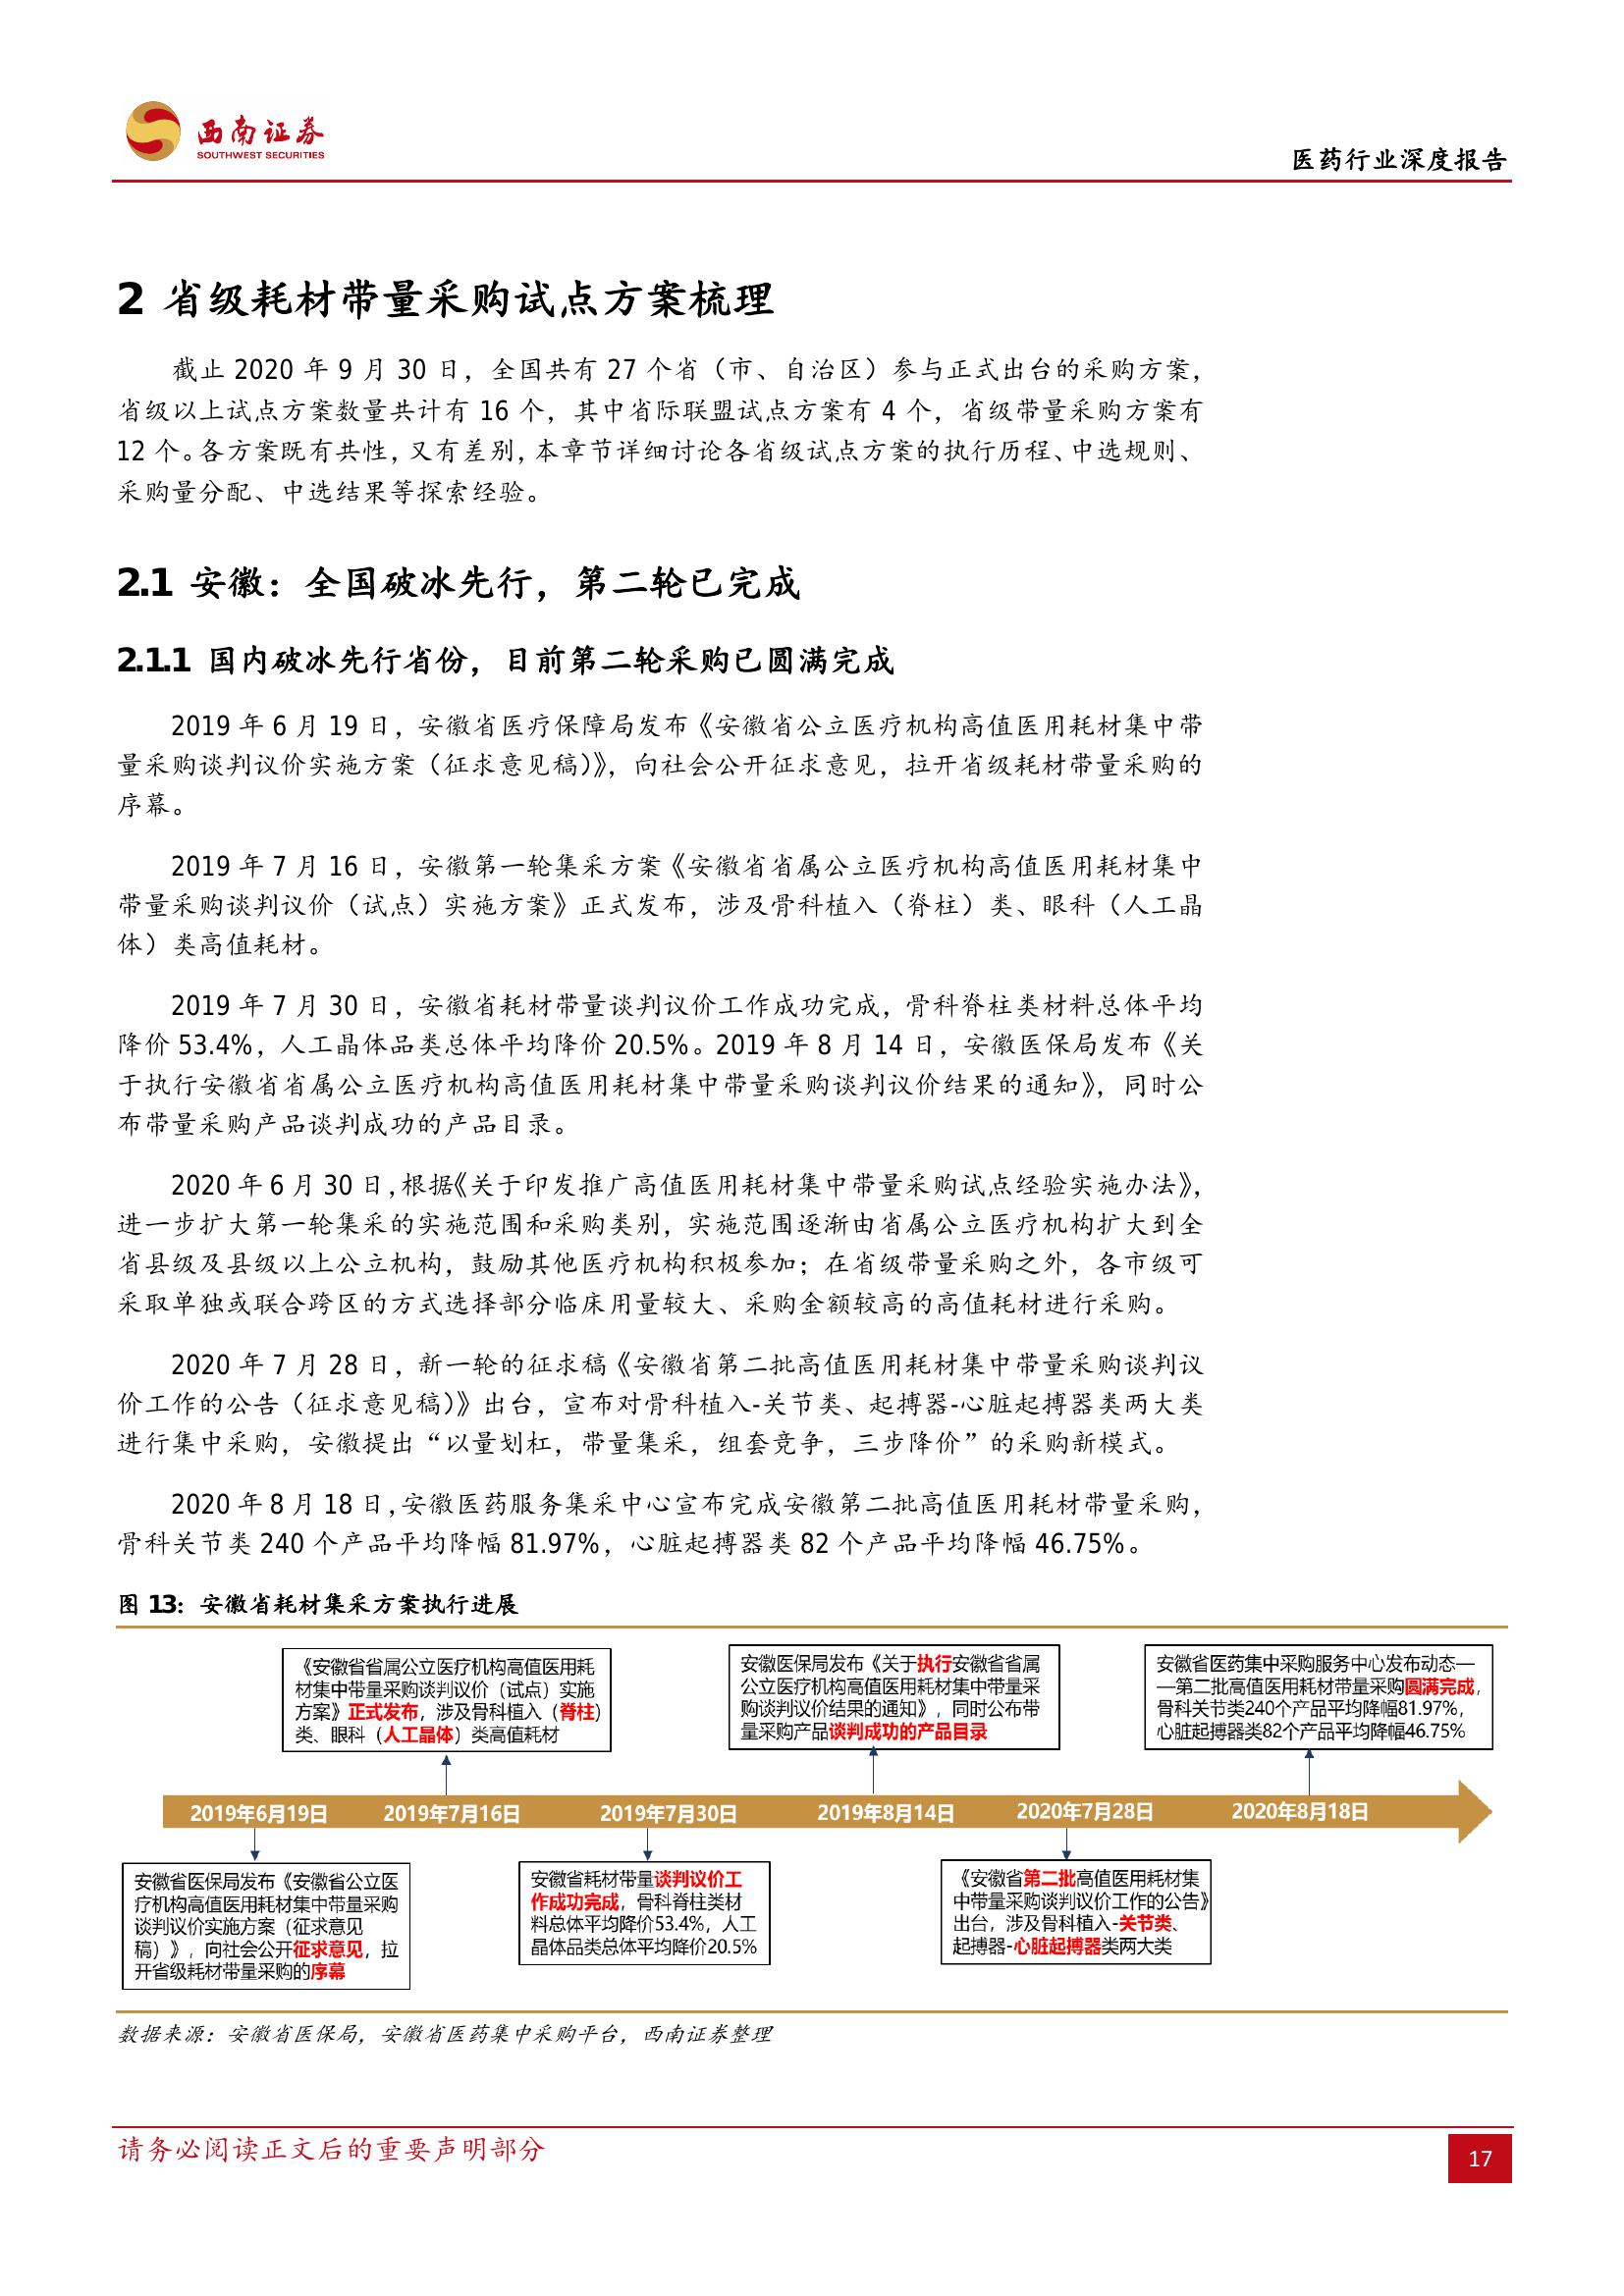 西南证券
SOUTHWEST SECURITIES
医药行业深度报告
2 省级耗材带量采购试点方案梳理
截止 2020 年 9 月 30 日，全国共有 27 个省（市、自治区）参与正式出台的采购方案，
省级以上试点方案数量共计有 16 个，其中省际联盟试点方案有 4 个，省级带量采购方案有
12 个。各方案既有共性，又有差别，本章节详细讨论各省级试点方案的执行历程、中选规则、
采购量分配、中选结果等探索经验。
2.1 安徽：全国破冰先行，第二轮已完成
2.1.1 国内破冰先行省份，目前第二轮采购已圆满完成
2019 年 6 月 19 日，安徽省医疗保障局发布《安徽省公立医疗机构高值医用耗材集中带
量采购谈判议价实施方案（征求意见稿）》，向社会公开征求意见，拉开省级耗材带量采购的
序幕。
2019 年 7 月 16 日，安徽第一轮集采方案《安徽省省属公立医疗机构高值医用耗材集中
带量采购谈判议价（试点）实施方案》正式发布，涉及骨科植入（脊柱）类、眼科（人工晶
体）类高值耗材。
2019 年 7 月 30 日，安徽省耗材带量谈判议价工作成功完成，骨科脊柱类材料总体平均
降价 53.4%，人工晶体品类总体平均降价 20.5%。2019 年 8 月 14 日，安徽医保局发布《关
于执行安徽省省属公立医疗机构高值医用耗材集中带量采购谈判议价结果的通知》，同时公
布带量采购产品谈判成功的产品目录。
2020 年 6 月 30 日，根据《关于印发推广高值医用耗材集中带量采购试点经验实施办法》，
进一步扩大第一轮集采的实施范围和采购类别，实施范围逐渐由省属公立医疗机构扩大到全
省县级及县级以上公立机构，鼓励其他医疗机构积极参加；在省级带量采购之外，各市级可
采取单独或联合跨区的方式选择部分临床用量较大、采购金额较高的高值耗材进行采购。
2020 年 7 月 28 日，新一轮的征求稿《安徽省第二批高值医用耗材集中带量采购谈判议
价工作的公告（征求意见稿）》出台，宣布对骨科植入-关节类、起搏器-心脏起搏器类两大类
进行集中采购，安徽提出“以量划杠，带量集采，组套竞争，三步降价”的采购新模式。
2020 年 8 月 18 日，安徽医药服务集采中心宣布完成安徽第二批高值医用耗材带量采购，
骨科关节类 240 个产品平均降幅 81.97%，心脏起搏器类 82 个产品平均降幅 46.75%。
图 13：安徽省耗材集采方案执行进展
《安徽省省属公立医疗机构高值医用耗
材集中带量采购谈判议价（试点）实施
方案》正式发布，涉及骨科植入（脊柱）
类、眼科（人工晶体）类高值耗材
安徽医保局发布《关于执行安徽省省属
公立医疗机构高值医用耗材集中带量采
购谈判议价结果的通知》，同时公布带
量采购产品谈判成功的产品目录
安徽省医药集中采购服务中心发布动态—
—第二批高值医用耗材带量采购圆满完成，
骨科关节类240个产品平均降幅81.97%，
心脏起搏器类82个产品平均降幅46.75%
2019年6月19日 2019年7月16日 2019年7月30日 2019年8月14日 2020年7月28日 2020年8月18日
安徽省医保局发布《安徽省公立医
疗机构高值医用耗材集中带量采购
谈判议价实施方案（征求意见
稿）》，向社会公开征求意见，拉
开省级耗材带量采购的序幕
安徽省耗材带量谈判议价工
作成功完成，骨科脊柱类材
料总体平均降价53.4%，人工
晶体品类总体平均降价20.5%
《安徽省第二批高值医用耗材集
中带量采购谈判议价工作的公告》
出台，涉及骨科植入-关节类、
起搏器-心脏起搏器类两大类
数据来源：安徽省医保局，安徽省医药集中采购平台，西南证券整理
请务必阅读正文后的重要声明部分
17